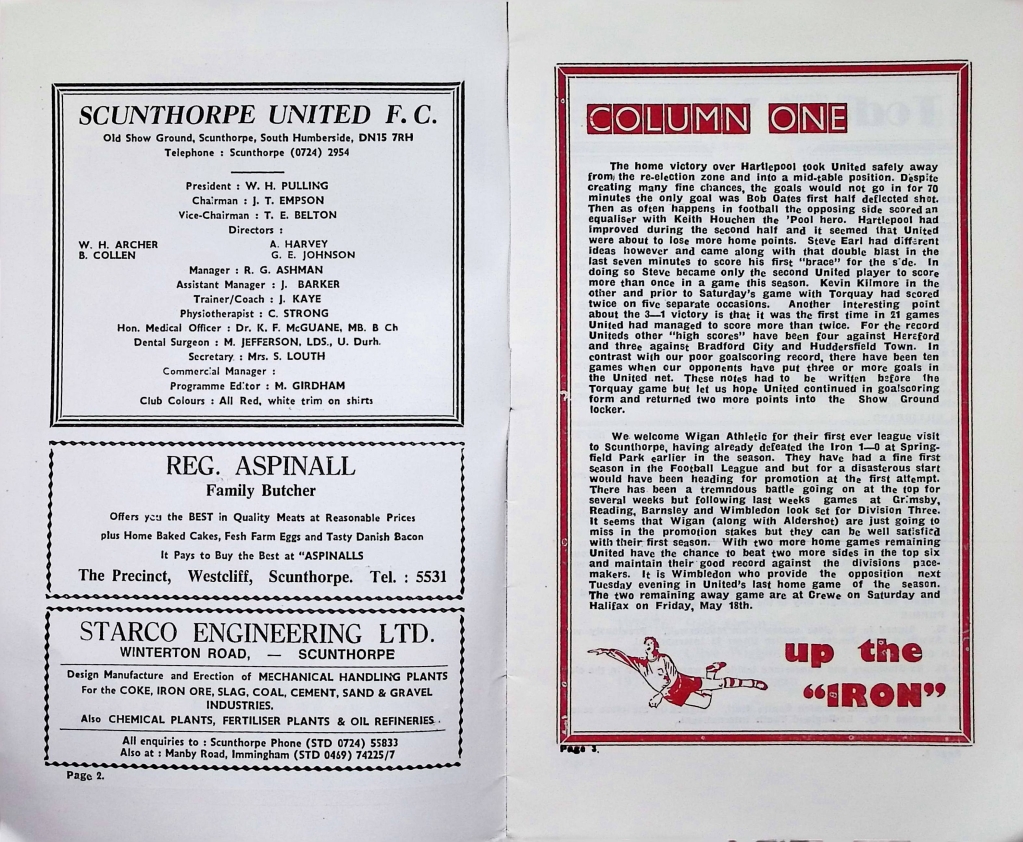 SCUNTHORPE UNITED F.C.
Old Show Ground, Scunthorpe, South Humberside, DN15 7RH
Telephone : Scunthorpe (0724) 2954
President : W. H. PULLING
Chairman : J. T. EMPSON
Vice-Chairman : T. E. BELTON
Directors :
W. H. ARCHER A. HARVEY
B. COLLEN G. E. JOHNSON
Manager : R. G. ASHMAN
Assistant Manager : J. BARKER
Trainer/Coach : J. KAYE
Physiotherapist : C. STRONG
Hon. Medical Officer : Dr. K. F. McGUANE, MB. B Ch
Dental Surgeon : M. JEFFERSON, LDS., U. Durh.
Secretary : Mrs. S. LOUTH
Commercial Manager :
Programme Editor : M. GIRDHAM
Club Colours : All Red, white trim on shirts
REG. ASPINALL
Family Butcher
Offers you the BEST in Quality Meats at Reasonable Prices
plus Home Baked Cakes, Fesh Farm Eggs and Tasty Danish Bacon
It Pays to Buy the Best at "ASPINALLS
The Precinct, Westcliff, Scunthorpe. Tel. : 5531
STARCO ENGINEERING LTD.
WINTERTON ROAD, — SCUNTHORPE
Design Manufacture and Erection of MECHANICAL HANDLING PLANTS
For the COKE, IRON ORE, SLAG, COAL, CEMENT, SAND & GRAVEL
INDUSTRIES.
Also CHEMICAL PLANTS, FERTILISER PLANTS & OIL REFINERIES.
All enquiries to : Scunthorpe Phone (STD 0724) 55833
Also at : Manby Road, Immingham (STD 0469) 74225/7
Page 2.
COLUMN ONE
The home victory over Hartlepool took United safely away
from the re-election zone and into a mid-table position. Despite
creating many fine chances, the goals would not go in for 70
minutes the only goal was Bob Oates first half deflected shot.
Then as often happens in football the opposing side scored an
equaliser with Keith Houchen the 'Pool hero. Hartlepool had
improved during the second half and it seemed that United
were about to lose more home points. Steve Earl had different
ideas however and came along with that double blast in the
last seven minutes to score his first "brace" for the side. In
doing so Steve became only the second United player to score
more than once in a game this season. Kevin Kilmore in the
other and prior to Saturday's game with Torquay had scored
twice on five separate occasions. Another interesting point
about the 3—1 victory is that it was the first time in 21 games
United had managed to score more than twice. For the record
Uniteds other "high scores" have been four against Hereford
and three against Bradford City and Huddersfield Town. In
contrast with our poor goalscoring record, there have been ten
games when our opponents have put three or more goals in
the United net. These notes had to be written before the
Torquay game but let us hope United continued in goalscoring
form and returned two more points into the Show Ground
locker.
We welcome Wigan Athletic for their first ever league visit
to Scunthorpe, having already defeated the Iron 1—0 at Spring-
field Park earlier in the season. They have had a fine first
season in the Football League and but for a disasterous start
would have been heading for promotion at the first attempt.
There has been a tremndous battle going on at the top for
several weeks but following last weeks games at Grimsby,
Reading, Barnsley and Wimbledon look set for Division Three.
It seems that Wigan (along with Aldershot) are just going to
miss in the promotion stakes but they can be well satisfied
with their first season. With two more home games remaining
United have the chance to beat two more sides in the top six
and maintain their good record against the divisions pace-
makers. It is Wimbledon who provide the opposition next
Tuesday evening in United's last home game of the season.
The two remaining away game are at Crewe on Saturday and
Halifax on Friday, May 18th.
up the
"IRON"
Page 3.